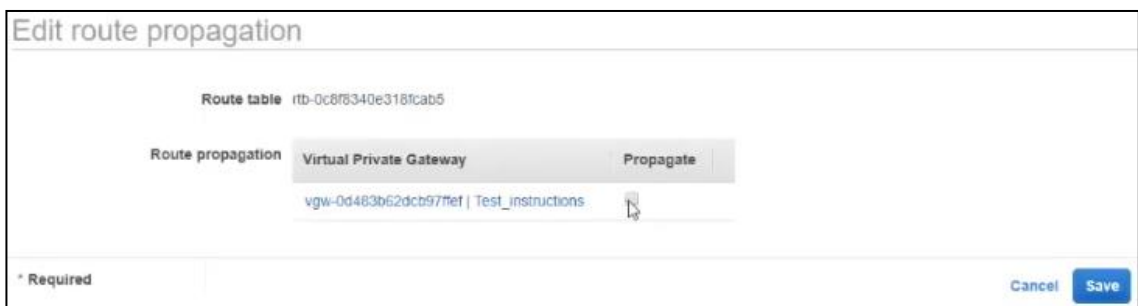 Edit route propagation
Route table rtb-0c8f8340e318fcab5
Route propagation Virtual Private Gateway Propagate
vgw-0d483b62dcb97ffef | Test_instructions
* Required Cancel Save